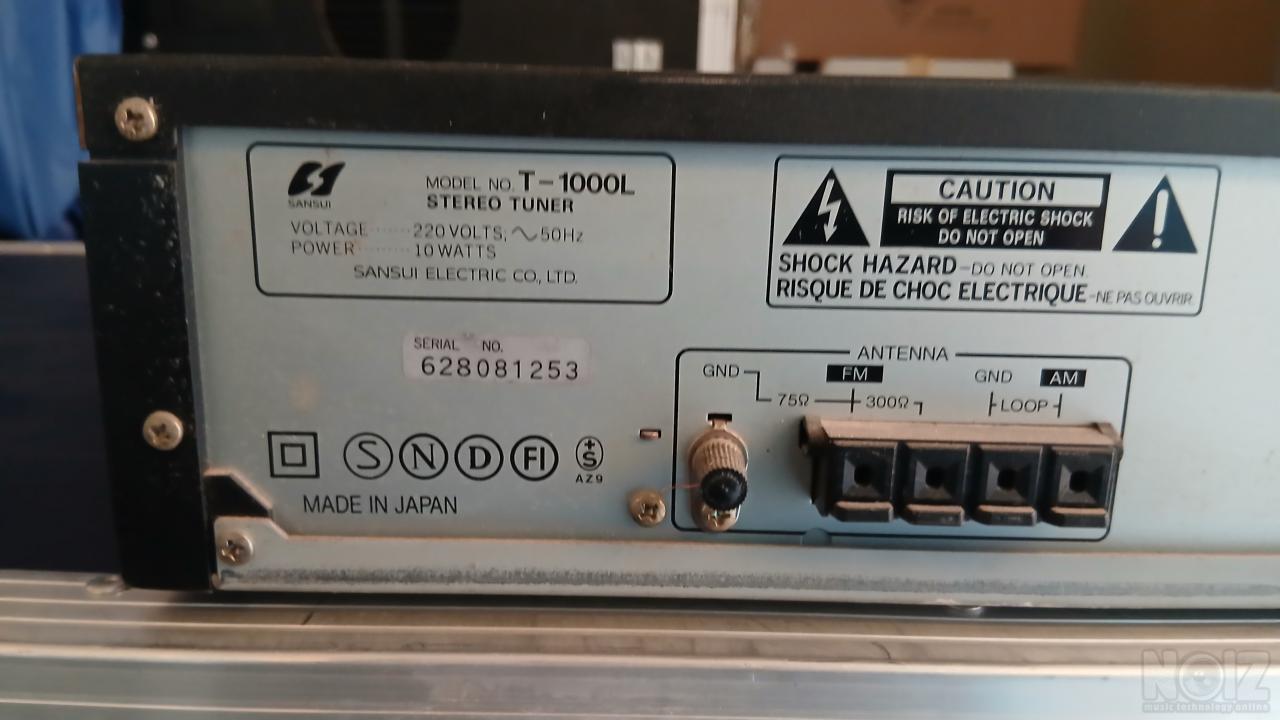 SANSUI
MODEL NO. T-1000L
STEREO TUNER
VOLTAGE ······ 220 VOLTS, ∼ 50Hz
POWER ········ 10 WATTS
SANSUI ELECTRIC CO., LTD.
CAUTION
RISK OF ELECTRIC SHOCK
DO NOT OPEN
SHOCK HAZARD-DO NOT OPEN.
RISQUE DE CHOC ELECTRIQUE-NE PAS OUVRIR.
SERIAL NO.
628081253
ANTENNA
GND FM GND AM
75Ω 300Ω LOOP
S N D FI S
AZ9
MADE IN JAPAN
NOIZ
music technology online